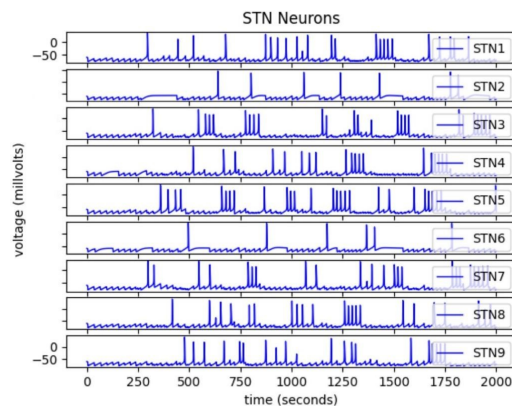 STN Neurons
0
−50
STN1
STN2
STN3
STN4
STN5
STN6
STN7
STN8
0
−50
STN9
0 250 500 750 1000 1250 1500 1750 2000
time (seconds)
voltage (millvolts)